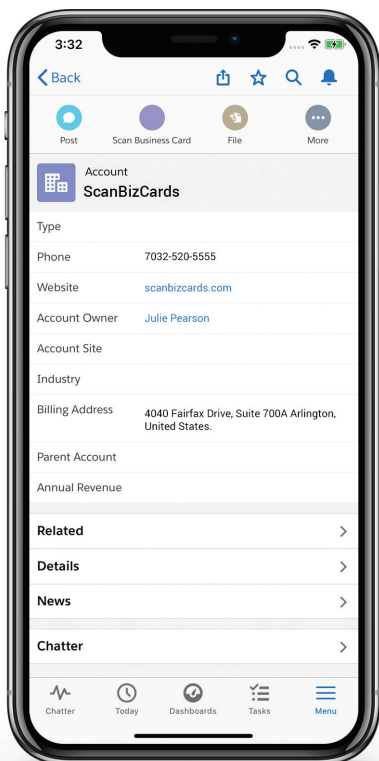 3:32
Back
Post Scan Business Card File More
Account
ScanBizCards
Type
Phone 7032-520-5555
Website scanbizcards.com
Account Owner Julie Pearson
Account Site
Industry
Billing Address 4040 Fairfax Drive, Suite 700A Arlington,
United States.
Parent Account
Annual Revenue
Related
Details
News
Chatter
Chatter Today Dashboards Tasks Menu